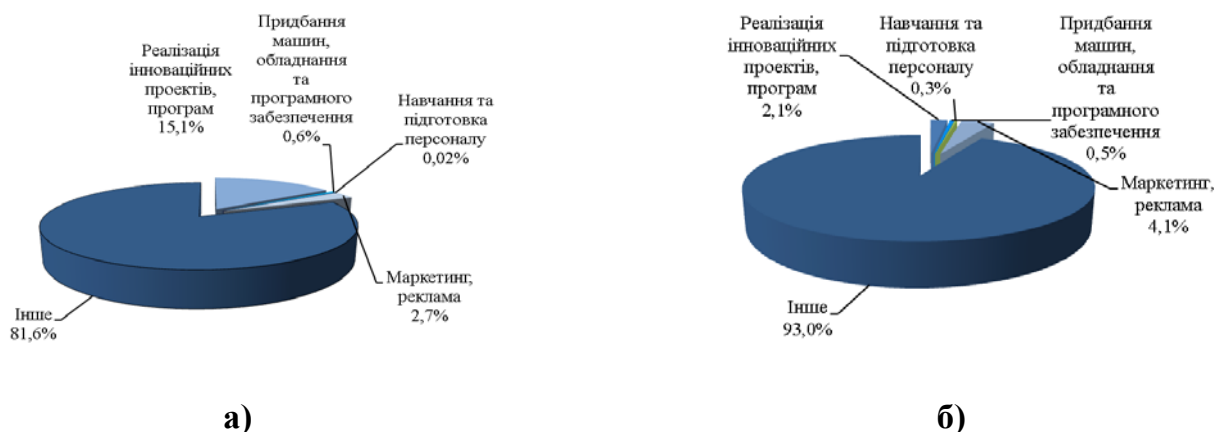 Реалізація
інноваційних
проектів,
програм
15,1%
Придбання
машин,
обладнання
та
програмного
забезпечення
0,6%
Навчання та
підготовка
персоналу
0,02%
Маркетинг,
реклама
2,7%
Інше
81,6%
а)
Реалізація
інноваційних
проектів,
програм
2,1%
Навчання та
підготовка
персоналу
0,3%
Придбання
машин,
обладнання
та
програмного
забезпечення
0,5%
Маркетинг,
реклама
4,1%
Інше
93,0%
б)